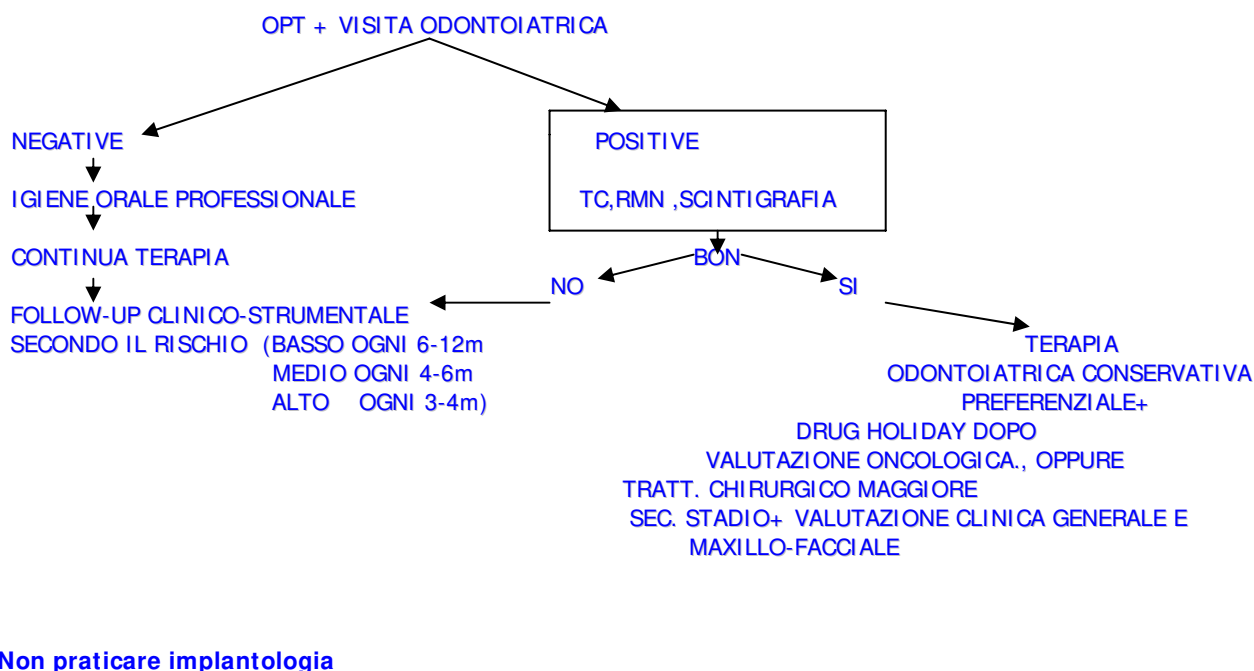 OPT + VISITA ODONTOIATRICA
NEGATIVE
POSITIVE
IGIENE ORALE PROFESSIONALE
TC,RMN ,SCINTIGRAFIA
CONTINUA TERAPIA
BON
NO
SI
FOLLOW-UP CLINICO-STRUMENTALE
SECONDO IL RISCHIO (BASSO OGNI 6-12m
MEDIO OGNI 4-6m
ALTO OGNI 3-4m)
TERAPIA
ODONTOIATRICA CONSERVATIVA
PREFERENZIALE+
DRUG HOLIDAY DOPO
VALUTAZIONE ONCOLOGICA., OPPURE
TRATT. CHIRURGICO MAGGIORE
SEC. STADIO+ VALUTAZIONE CLINICA GENERALE E
MAXILLO-FACCIALE
Non praticare implantologia